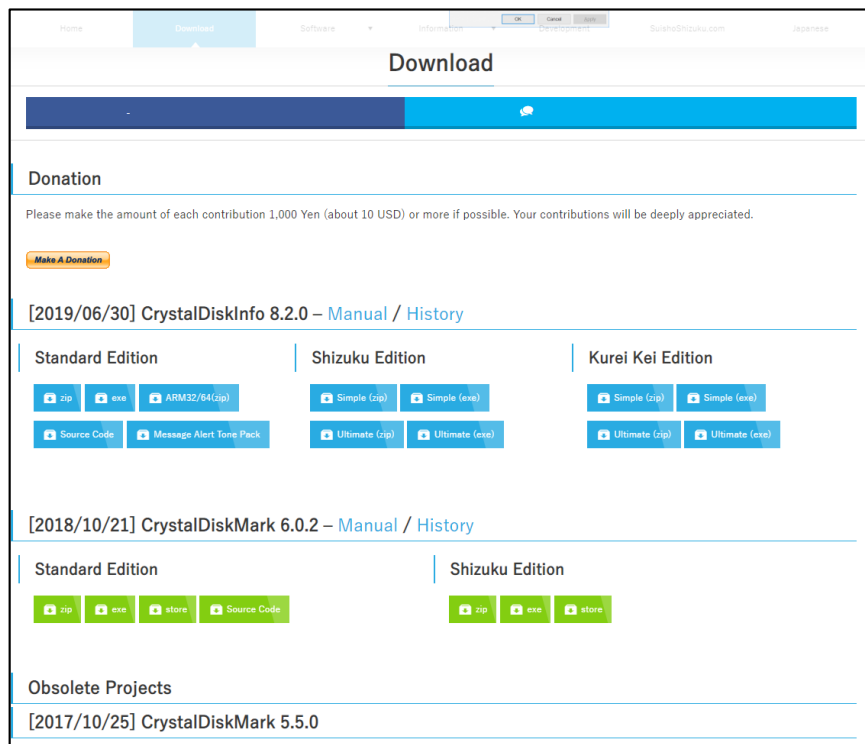 OK Cancel Apply
Home Download Software Information Development SuishoShizuku.com Japanese
Download
Donation
Please make the amount of each contribution 1,000 Yen (about 10 USD) or more if possible. Your contributions will be deeply appreciated.
Make A Donation
[2019/06/30] CrystalDiskInfo 8.2.0 – Manual / History
Standard Edition Shizuku Edition Kurei Kei Edition
zip exe ARM32/64(zip) Simple (zip) Simple (exe) Simple (zip) Simple (exe)
Source Code Message Alert Tone Pack Ultimate (zip) Ultimate (exe) Ultimate (zip) Ultimate (exe)
[2018/10/21] CrystalDiskMark 6.0.2 – Manual / History
Standard Edition Shizuku Edition
zip exe store Source Code zip exe store
Obsolete Projects
[2017/10/25] CrystalDiskMark 5.5.0